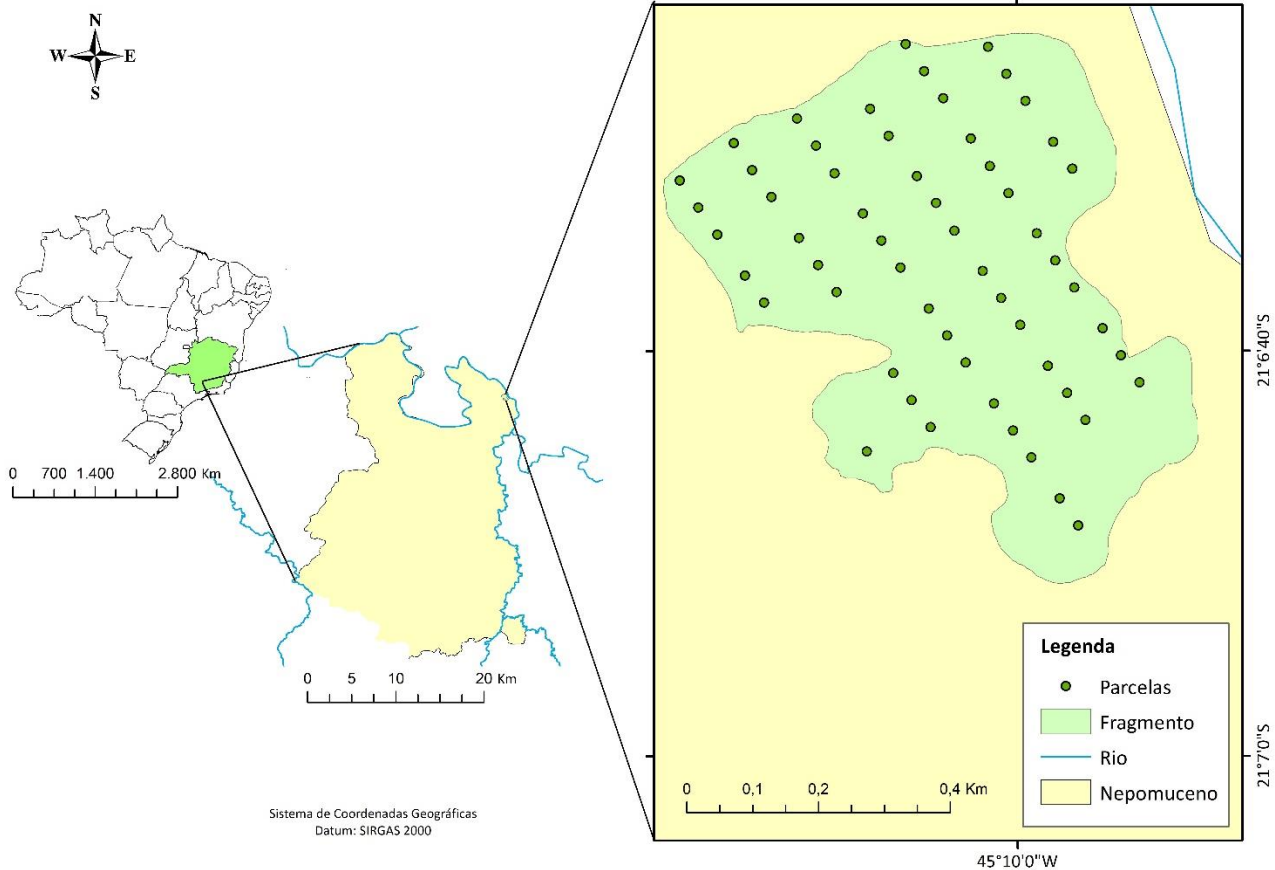 N
W E
S
0 700 1.400 2.800 Km
0 5 10 20 Km
Sistema de Coordenadas Geográficas
Datum: SIRGAS 2000
21°6'40"S
21°7'0"S
45°10'0"W
0 0,1 0,2 0,4 Km
Legenda
Parcelas
Fragmento
Rio
Nepomuceno